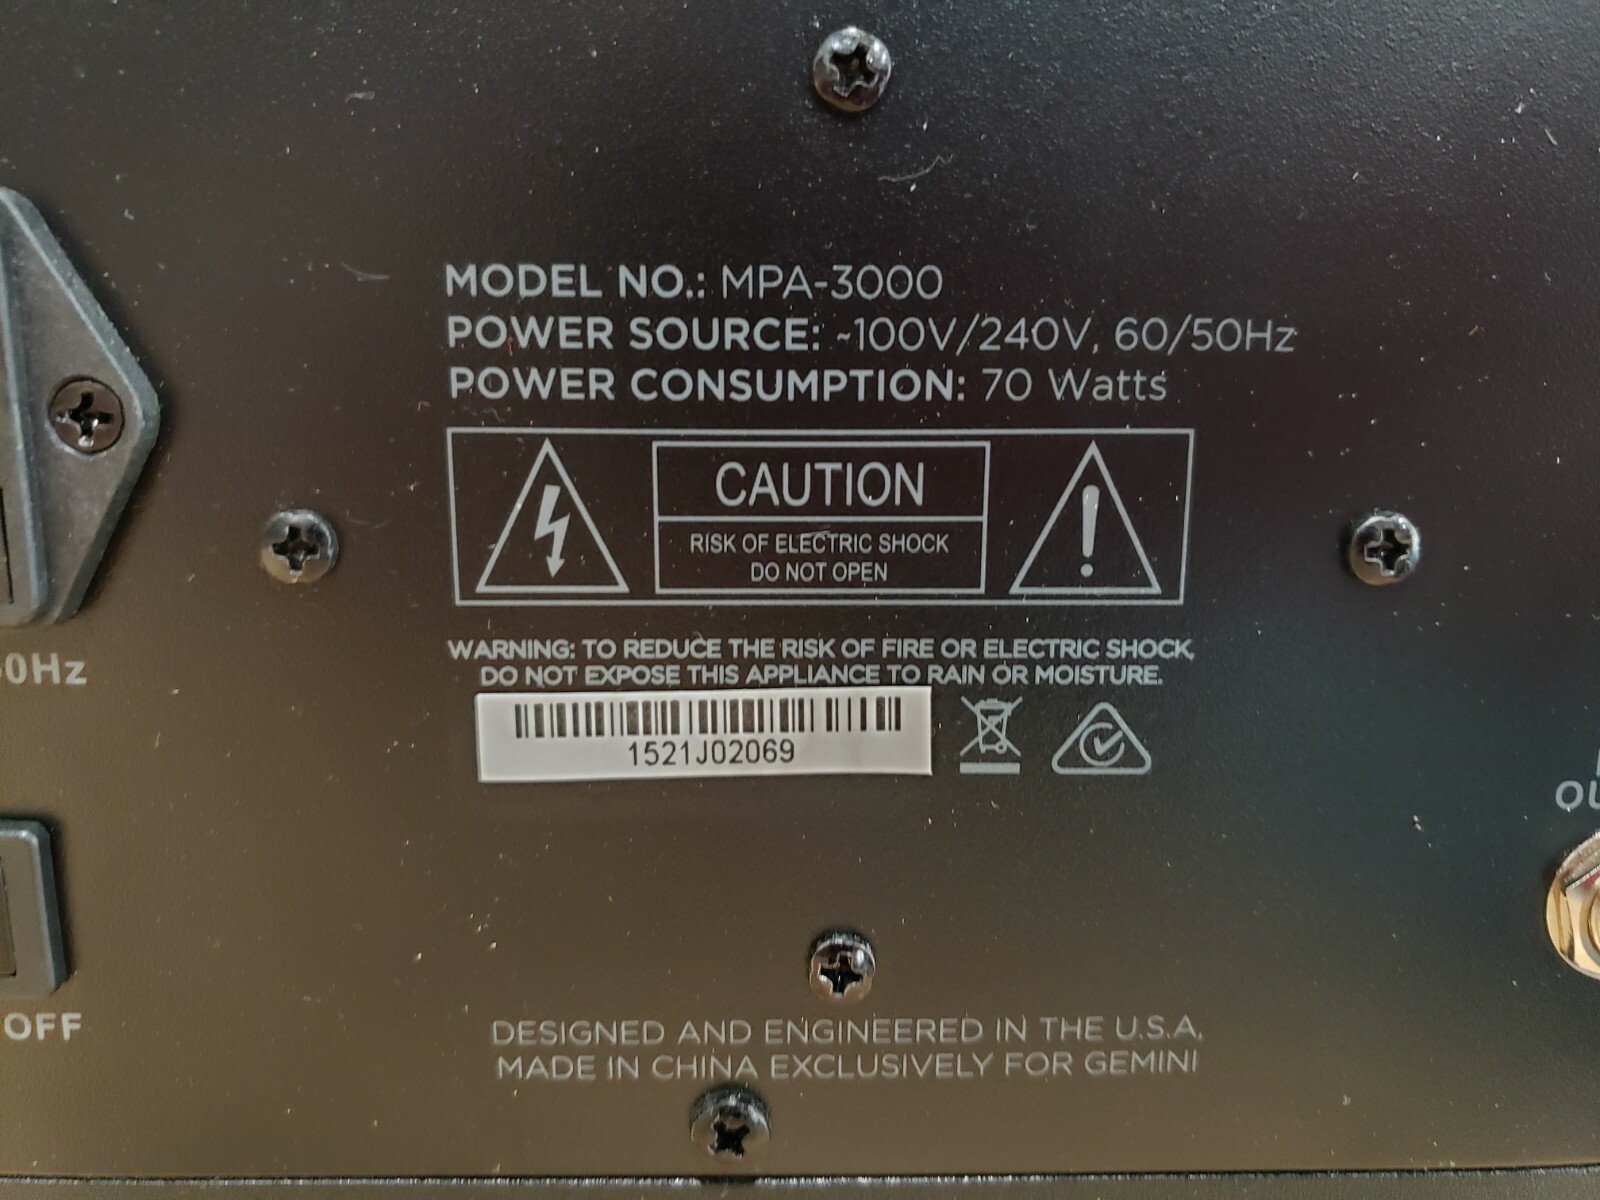 MODEL NO.: MPA-3000
POWER SOURCE: ~100V/240V, 60/50Hz
POWER CONSUMPTION: 70 Watts
CAUTION
RISK OF ELECTRIC SHOCK
DO NOT OPEN
WARNING: TO REDUCE THE RISK OF FIRE OR ELECTRIC SHOCK,
DO NOT EXPOSE THIS APPLIANCE TO RAIN OR MOISTURE.
0Hz
1521J02069
OFF
DESIGNED AND ENGINEERED IN THE U.S.A.
MADE IN CHINA EXCLUSIVELY FOR GEMINI